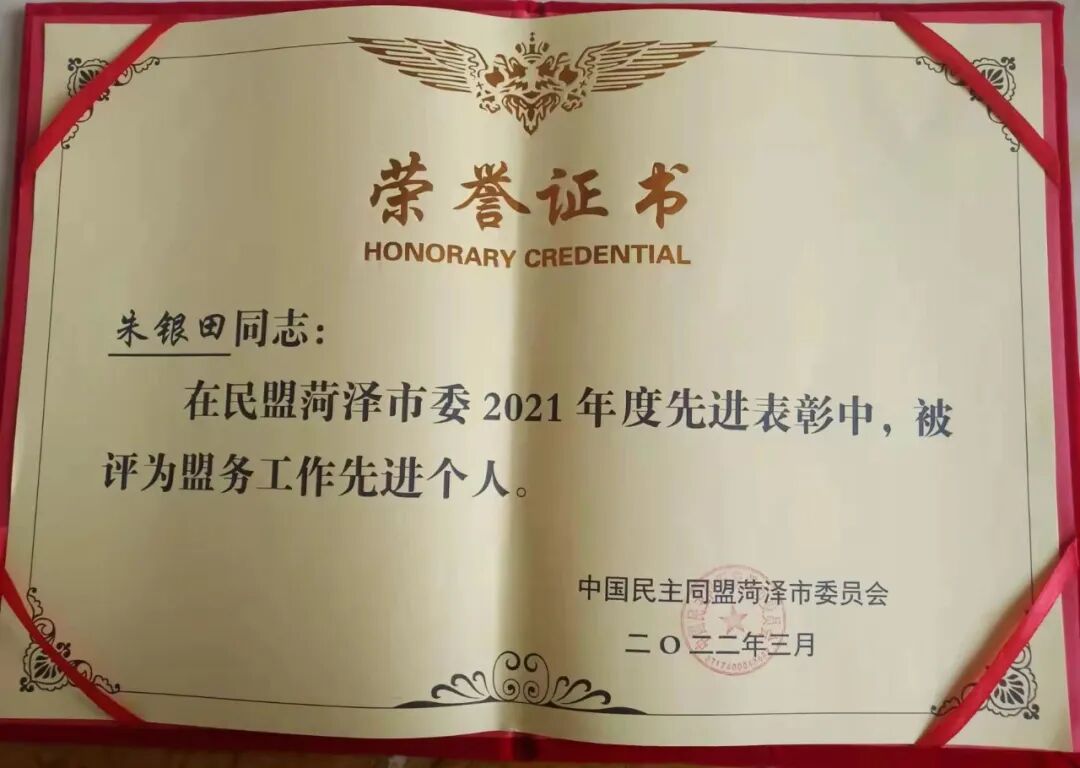 荣誉证书
HONORARY CREDENTIAL
朱银田同志：
在民盟菏泽市委2021年度先进表彰中，被
评为盟务工作先进个人。
中国民主同盟菏泽市委员会
二〇二二年三月